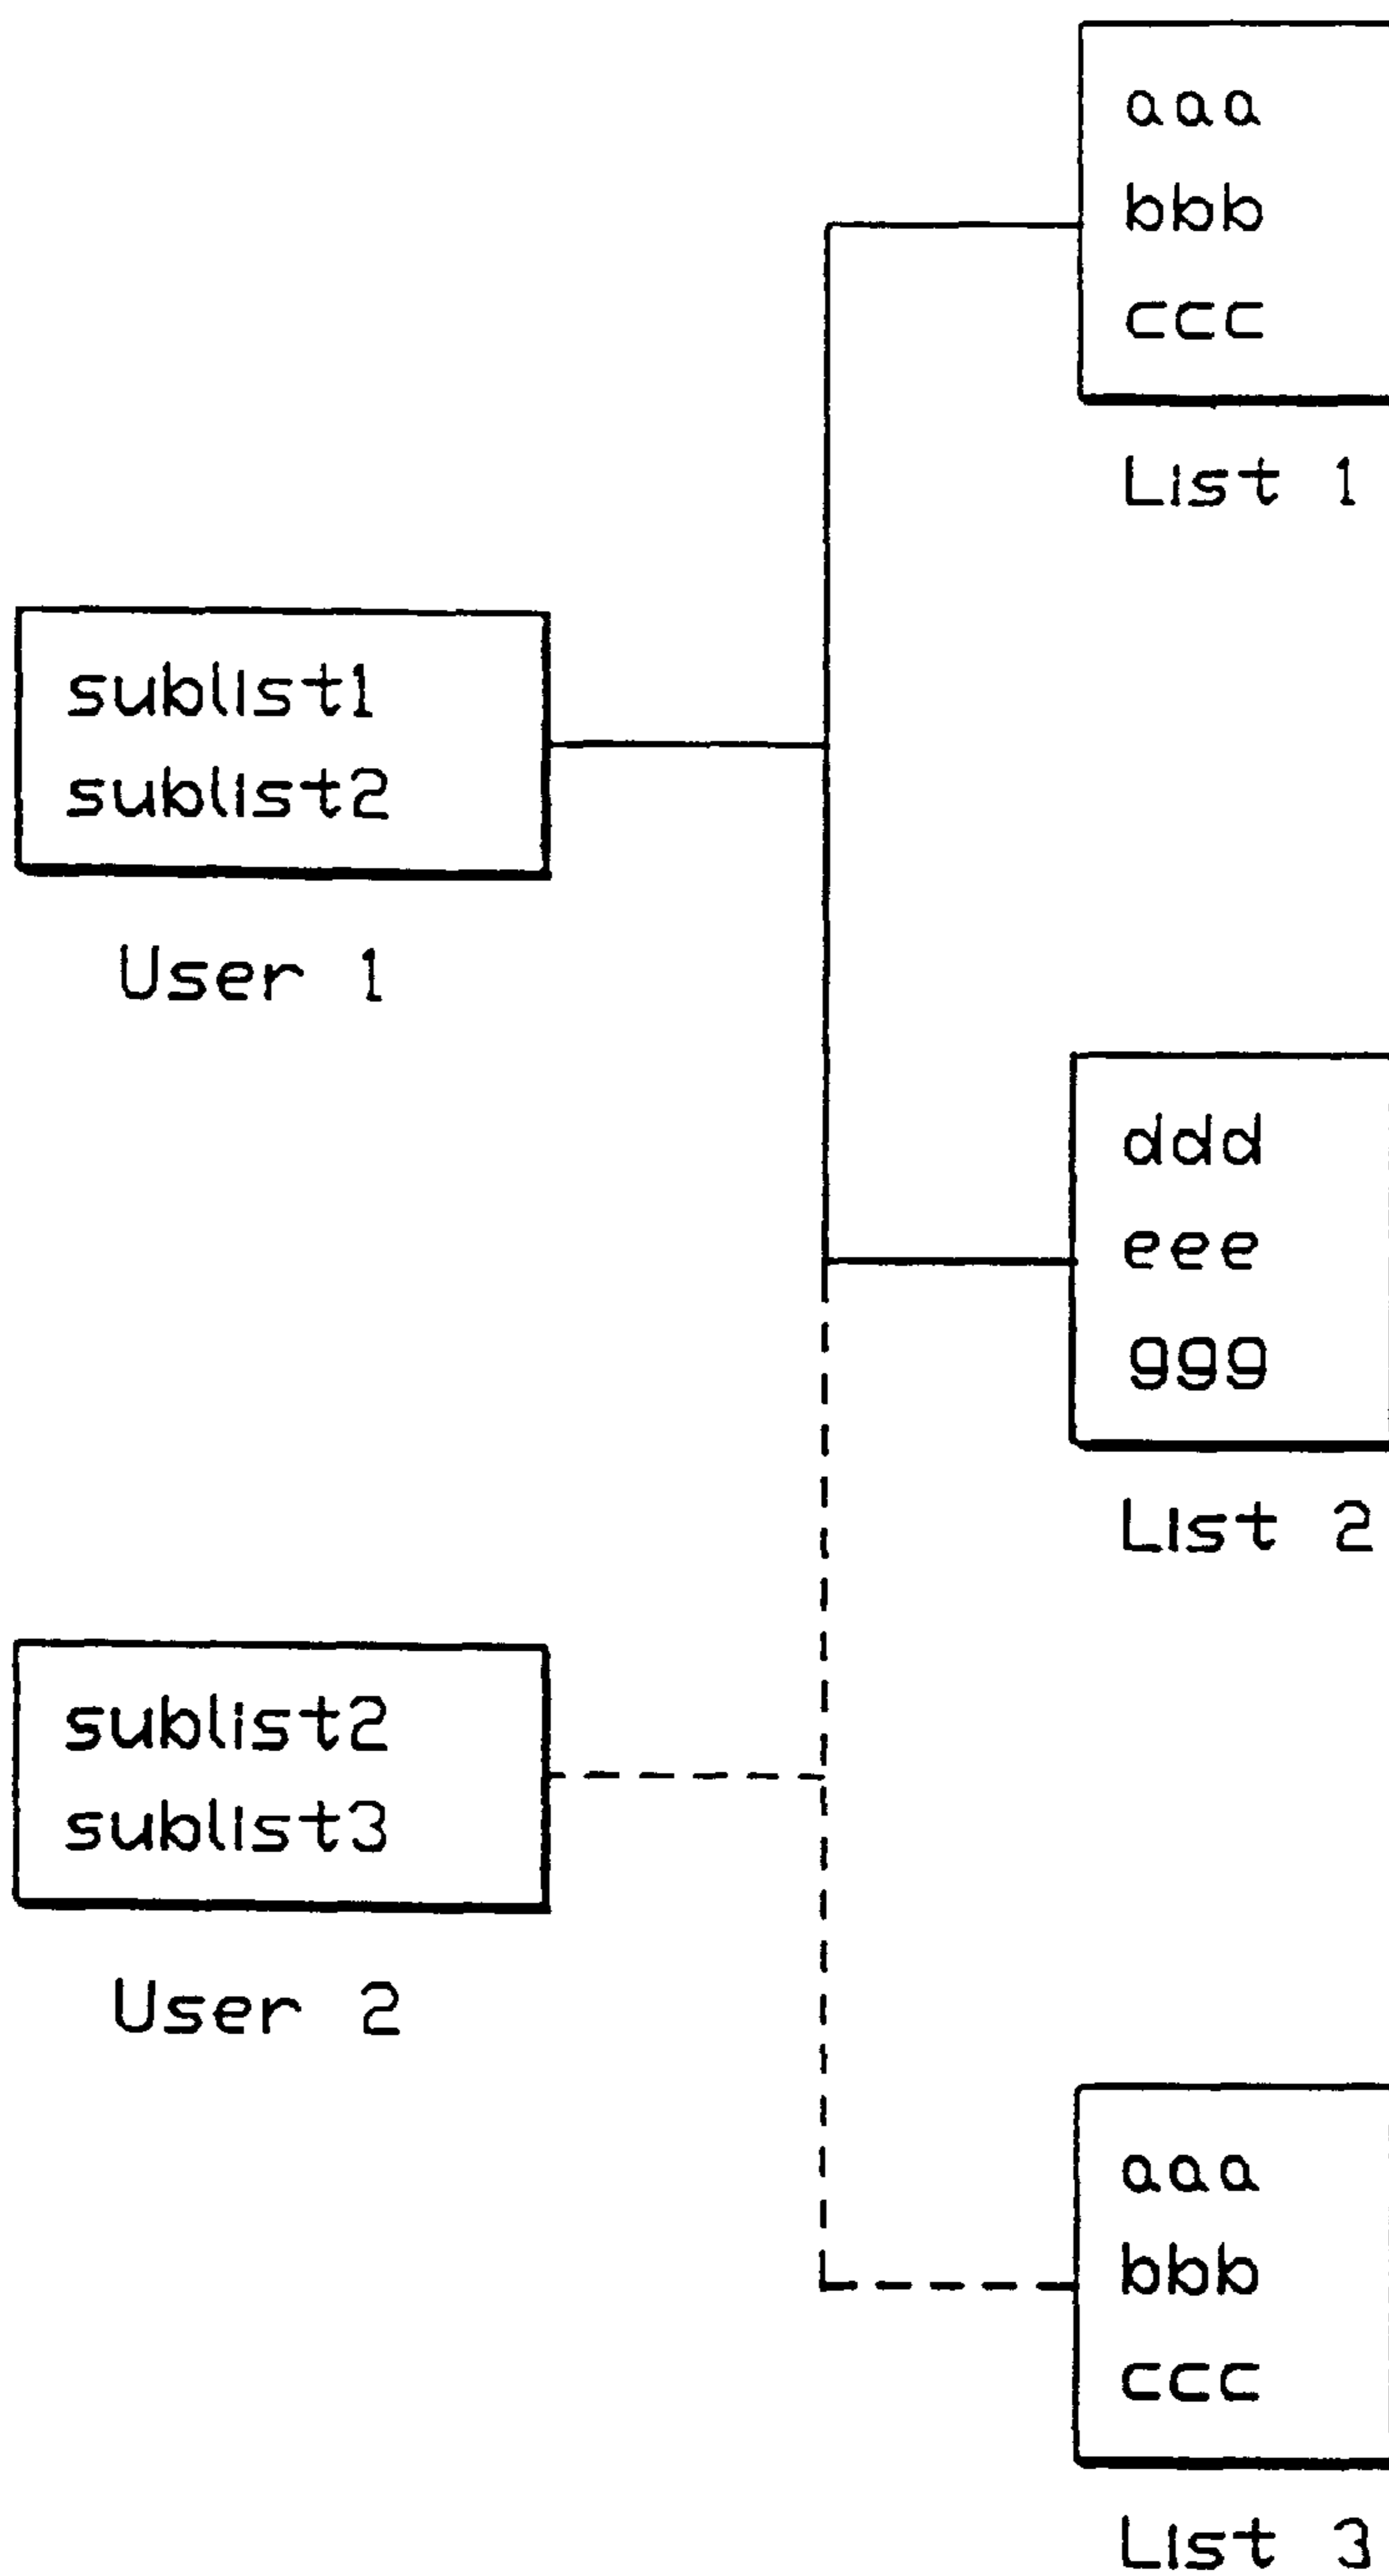 aaa
bbb
ccc
List 1
sublist1
sublist2
User 1
ddd
eee
ggg
List 2
sublist2
sublist3
User 2
aaa
bbb
ccc
List 3